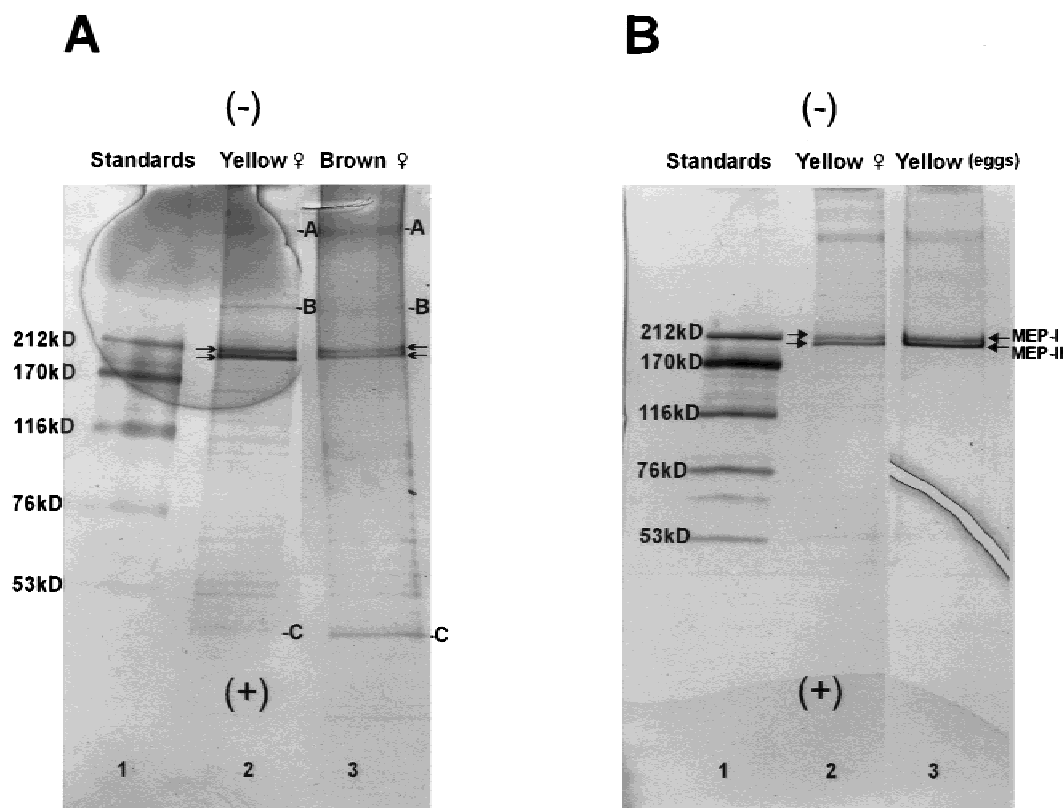 A
(-)
Standards Yellow ♀ Brown ♀
-A -A
-B -B
212kD
170kD
116kD
76kD
53kD
-C -C
(+)
1 2 3
B
(-)
Standards Yellow ♀ Yellow (eggs)
212kD
MEP-I
MEP-II
170kD
116kD
76kD
53kD
(+)
1 2 3